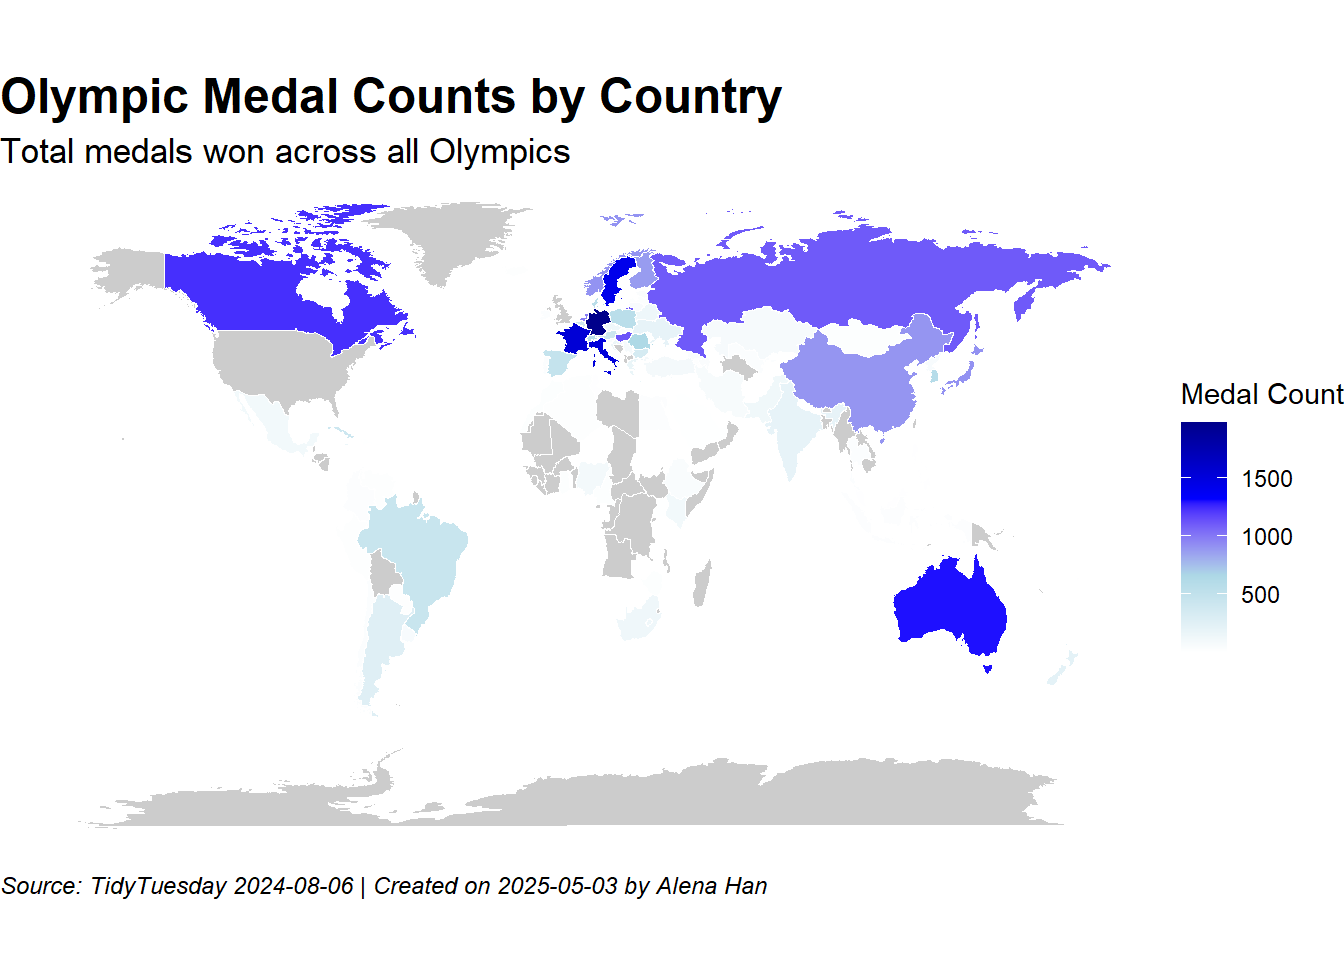 Olympic Medal Counts by Country
Total medals won across all Olympics
Medal Count
1500
1000
500
Source: TidyTuesday 2024-08-06 | Created on 2025-05-03 by Alena Han